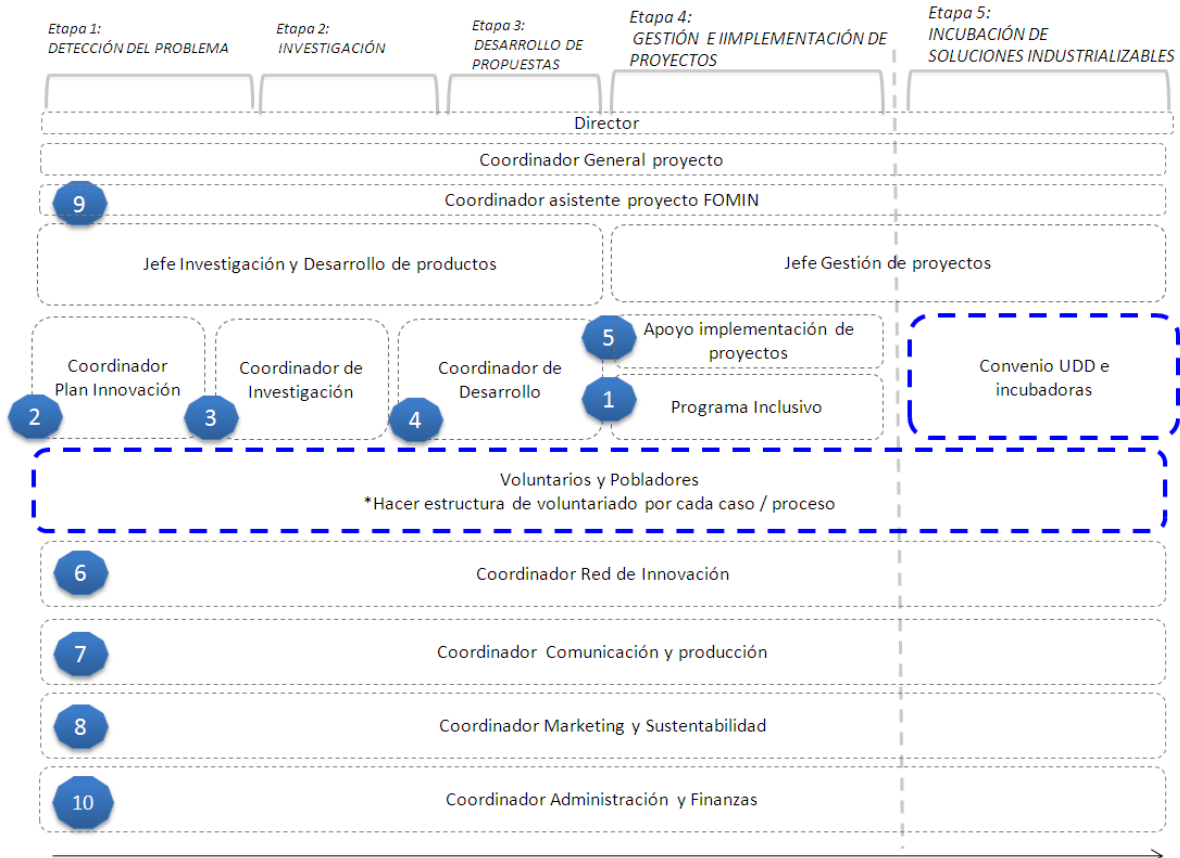 Etapa 1:
DETECCIÓN DEL PROBLEMA
Etapa 2:
INVESTIGACIÓN
Etapa 3:
DESARROLLO DE
PROPUESTAS
Etapa 4:
GESTIÓN E IIMPLEMENTACIÓN DE
PROYECTOS
Etapa 5:
INCUBACIÓN DE
SOLUCIONES INDUSTRIALIZABLES
Director
Coordinador General proyecto
9
Coordinador asistente proyecto FOMIN
Jefe Investigación y Desarrollo de productos
Jefe Gestión de proyectos
Coordinador
Plan Innovación
2
Coordinador de
Investigación
3
Coordinador de
Desarrollo
4
5
Apoyo implementación de
proyectos
1
Programa Inclusivo
Convenio UDD e
incubadoras
Voluntarios y Pobladores
*Hacer estructura de voluntariado por cada caso / proceso
6
Coordinador Red de Innovación
7
Coordinador Comunicación y producción
8
Coordinador Marketing y Sustentabilidad
10
Coordinador Administración y Finanzas